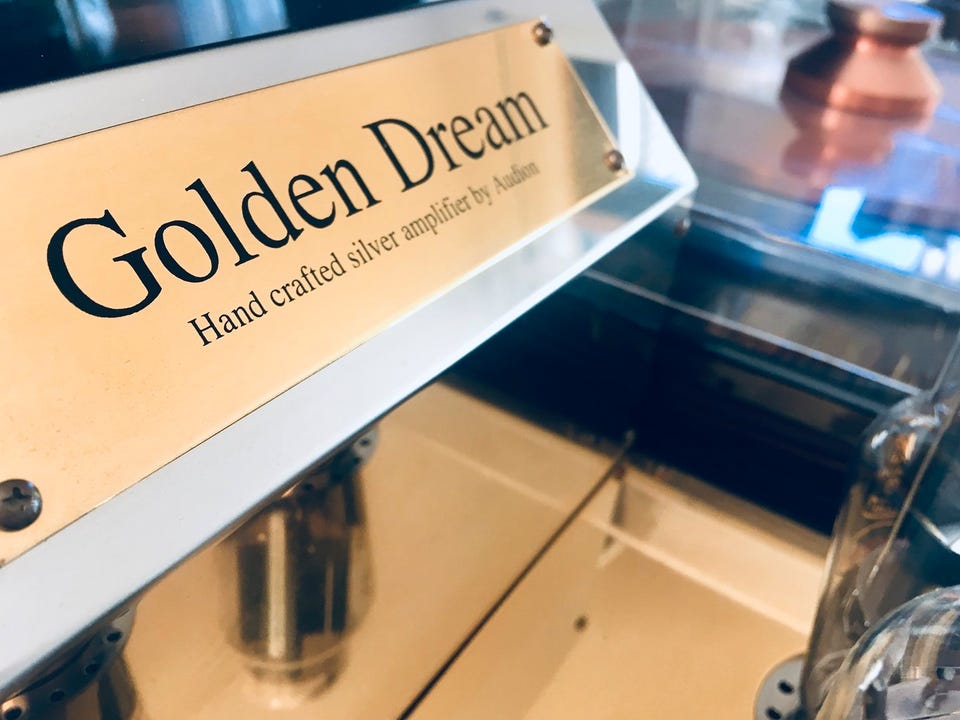 Golden Dream
Hand crafted silver amplifier by Audion